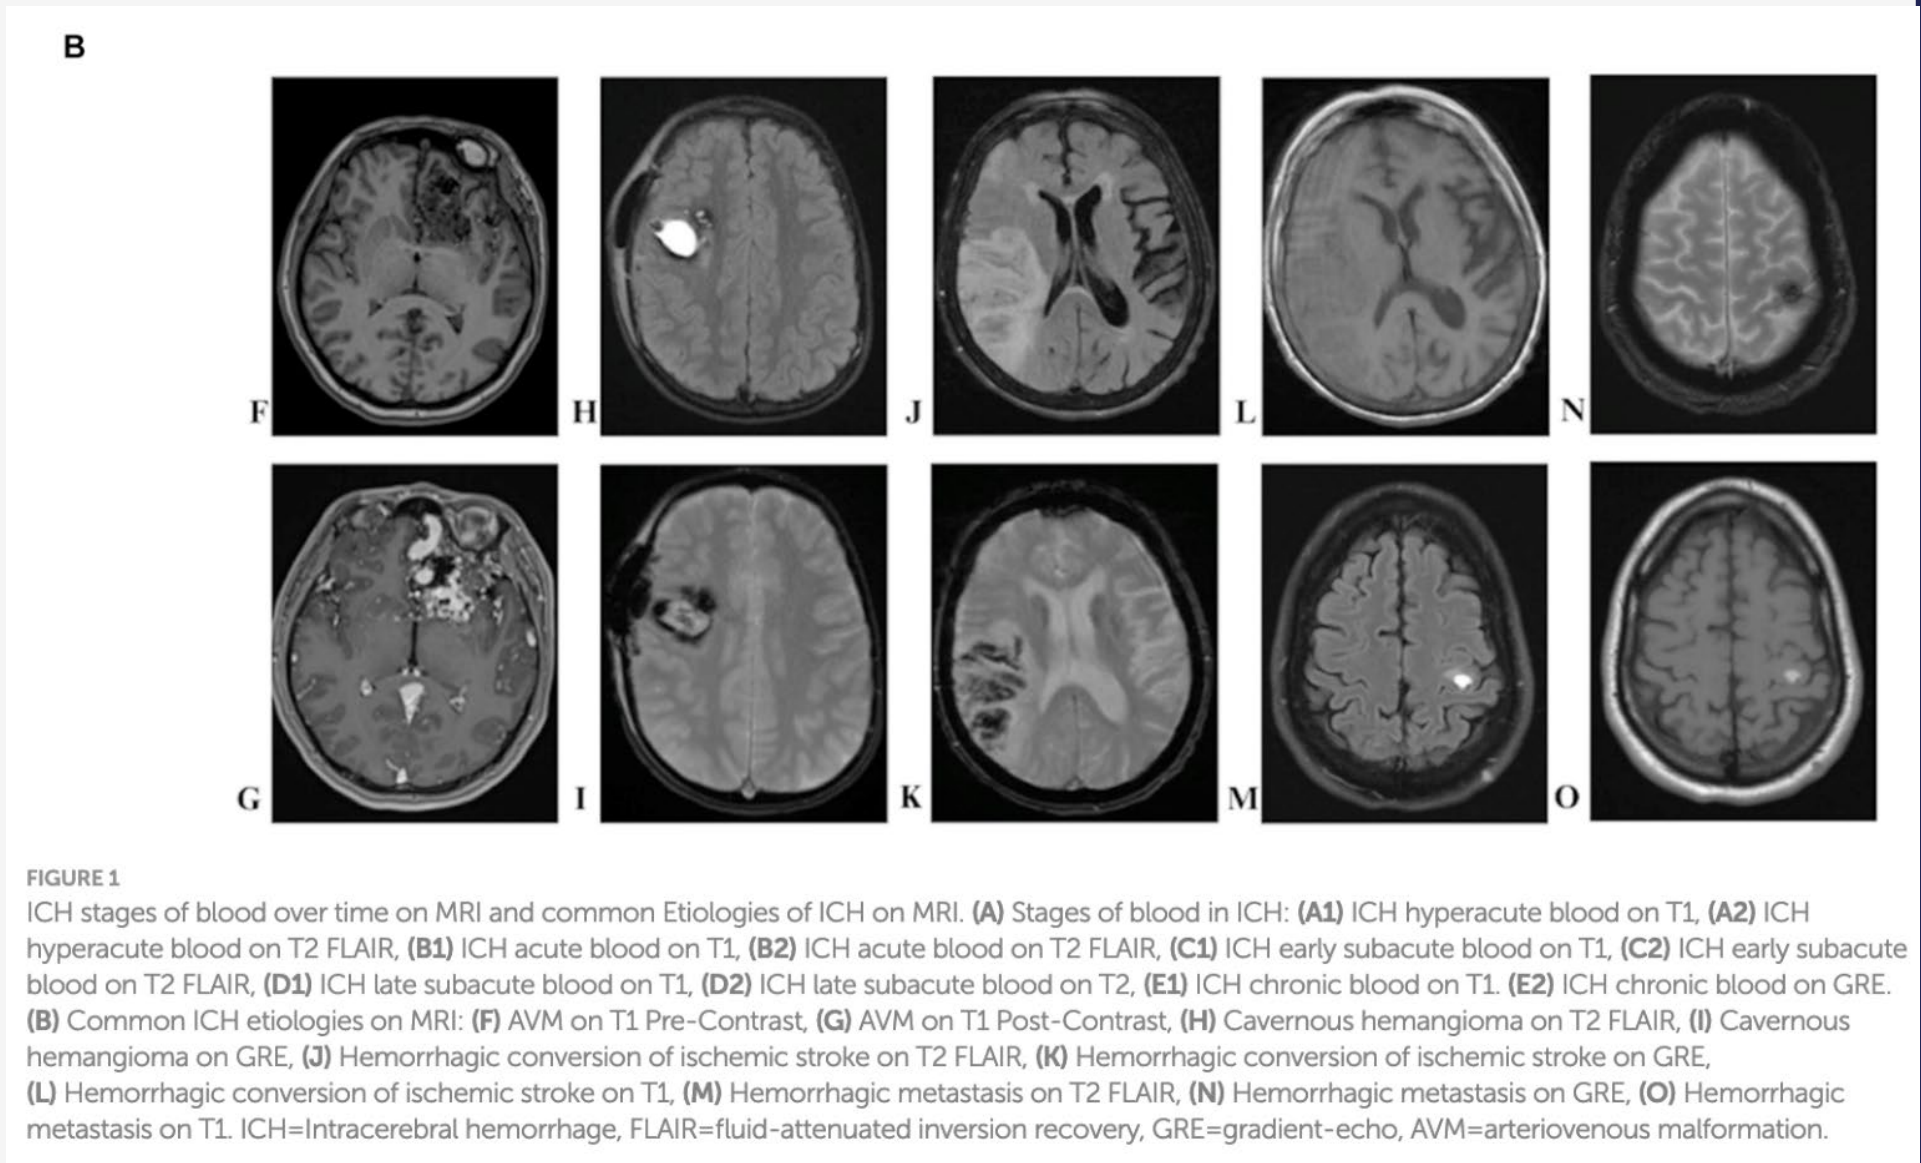 B
F
H
J
L
N
G
I
K
M
O
FIGURE 1
ICH stages of blood over time on MRI and common Etiologies of ICH on MRI. (A) Stages of blood in ICH: (A1) ICH hyperacute blood on T1, (A2) ICH
hyperacute blood on T2 FLAIR, (B1) ICH acute blood on T1, (B2) ICH acute blood on T2 FLAIR, (C1) ICH early subacute blood on T1, (C2) ICH early subacute
blood on T2 FLAIR, (D1) ICH late subacute blood on T1, (D2) ICH late subacute blood on T2, (E1) ICH chronic blood on T1. (E2) ICH chronic blood on GRE.
(B) Common ICH etiologies on MRI: (F) AVM on T1 Pre-Contrast, (G) AVM on T1 Post-Contrast, (H) Cavernous hemangioma on T2 FLAIR, (I) Cavernous
hemangioma on GRE, (J) Hemorrhagic conversion of ischemic stroke on T2 FLAIR, (K) Hemorrhagic conversion of ischemic stroke on GRE,
(L) Hemorrhagic conversion of ischemic stroke on T1, (M) Hemorrhagic metastasis on T2 FLAIR, (N) Hemorrhagic metastasis on GRE, (O) Hemorrhagic
metastasis on T1. ICH=Intracerebral hemorrhage, FLAIR=fluid-attenuated inversion recovery, GRE=gradient-echo, AVM=arteriovenous malformation.